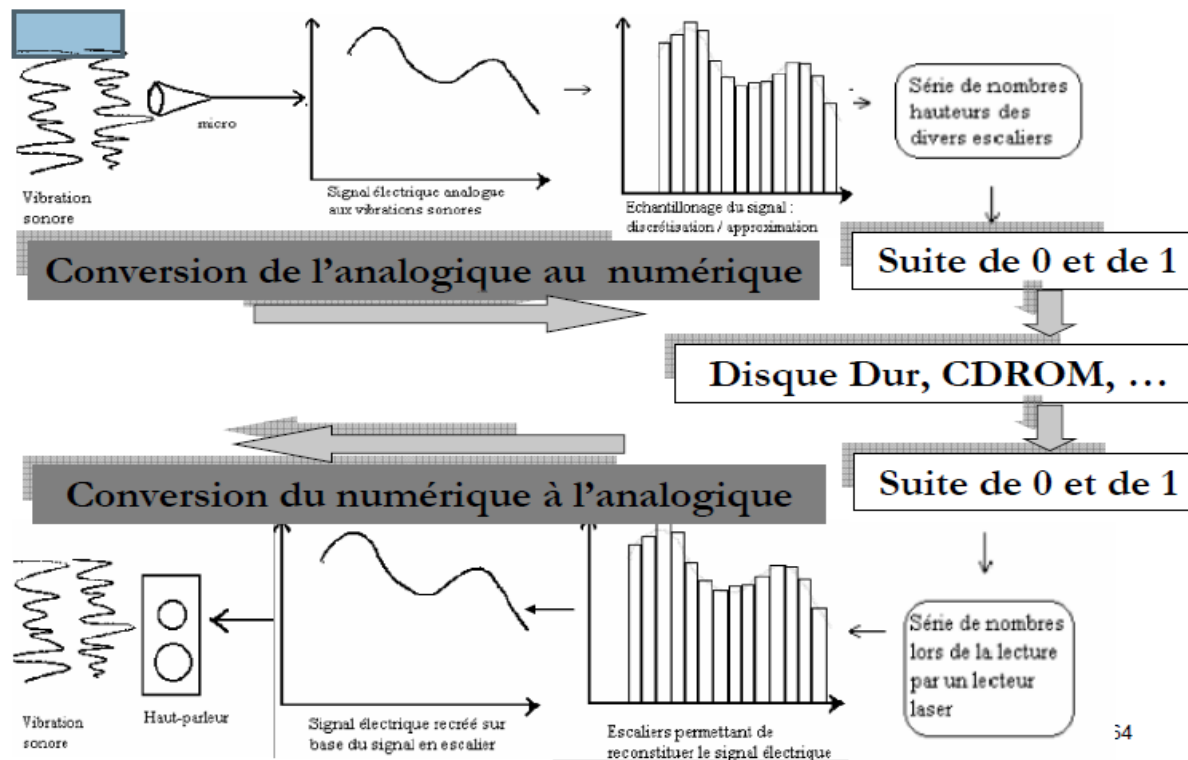 micro
Vibration
sonore
Signal électrique analogue
aux vibrations sonores
Echantillonage du signal :
discrétisation / approximation
Série de nombres
hauteurs des
divers escaliers
Conversion de l'analogique au numérique
Suite de 0 et de 1
Disque Dur, CDROM, …
Suite de 0 et de 1
Conversion du numérique à l'analogique
Série de nombres
lors de la lecture
par un lecteur
laser
Escaliers permettant de
reconstituer le signal électrique
Signal électrique recréé sur
base du signal en escalier
Haut-parleur
Vibration
sonore
64